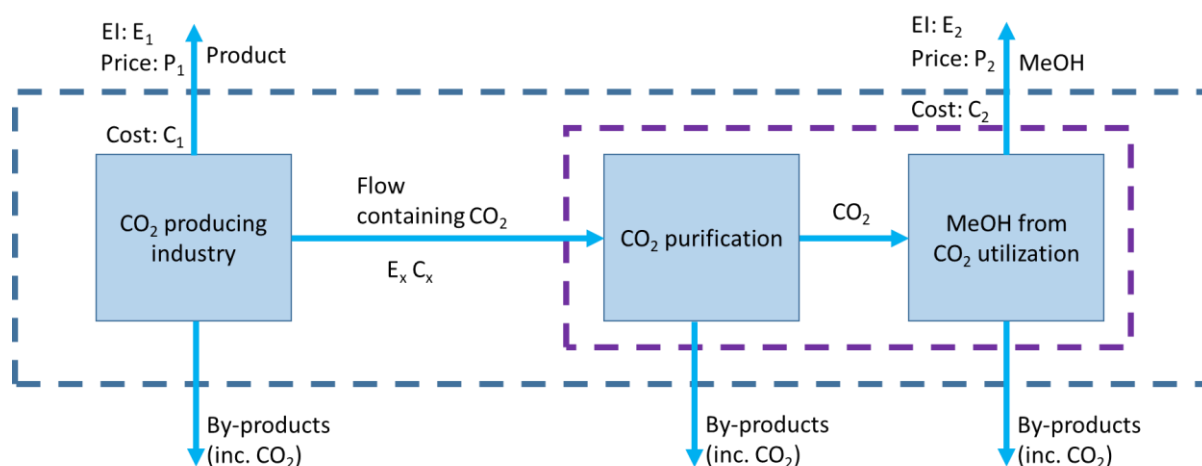 EI: E₁
Price: P₁
Product
Cost: C₁
EI: E₂
Price: P₂
MeOH
Cost: C₂
CO₂ producing
industry
Flow
containing CO₂
Eₓ Cₓ
CO₂ purification
CO₂
MeOH from
CO₂ utilization
By-products
(inc. CO₂)
By-products
(inc. CO₂)
By-products
(inc. CO₂)